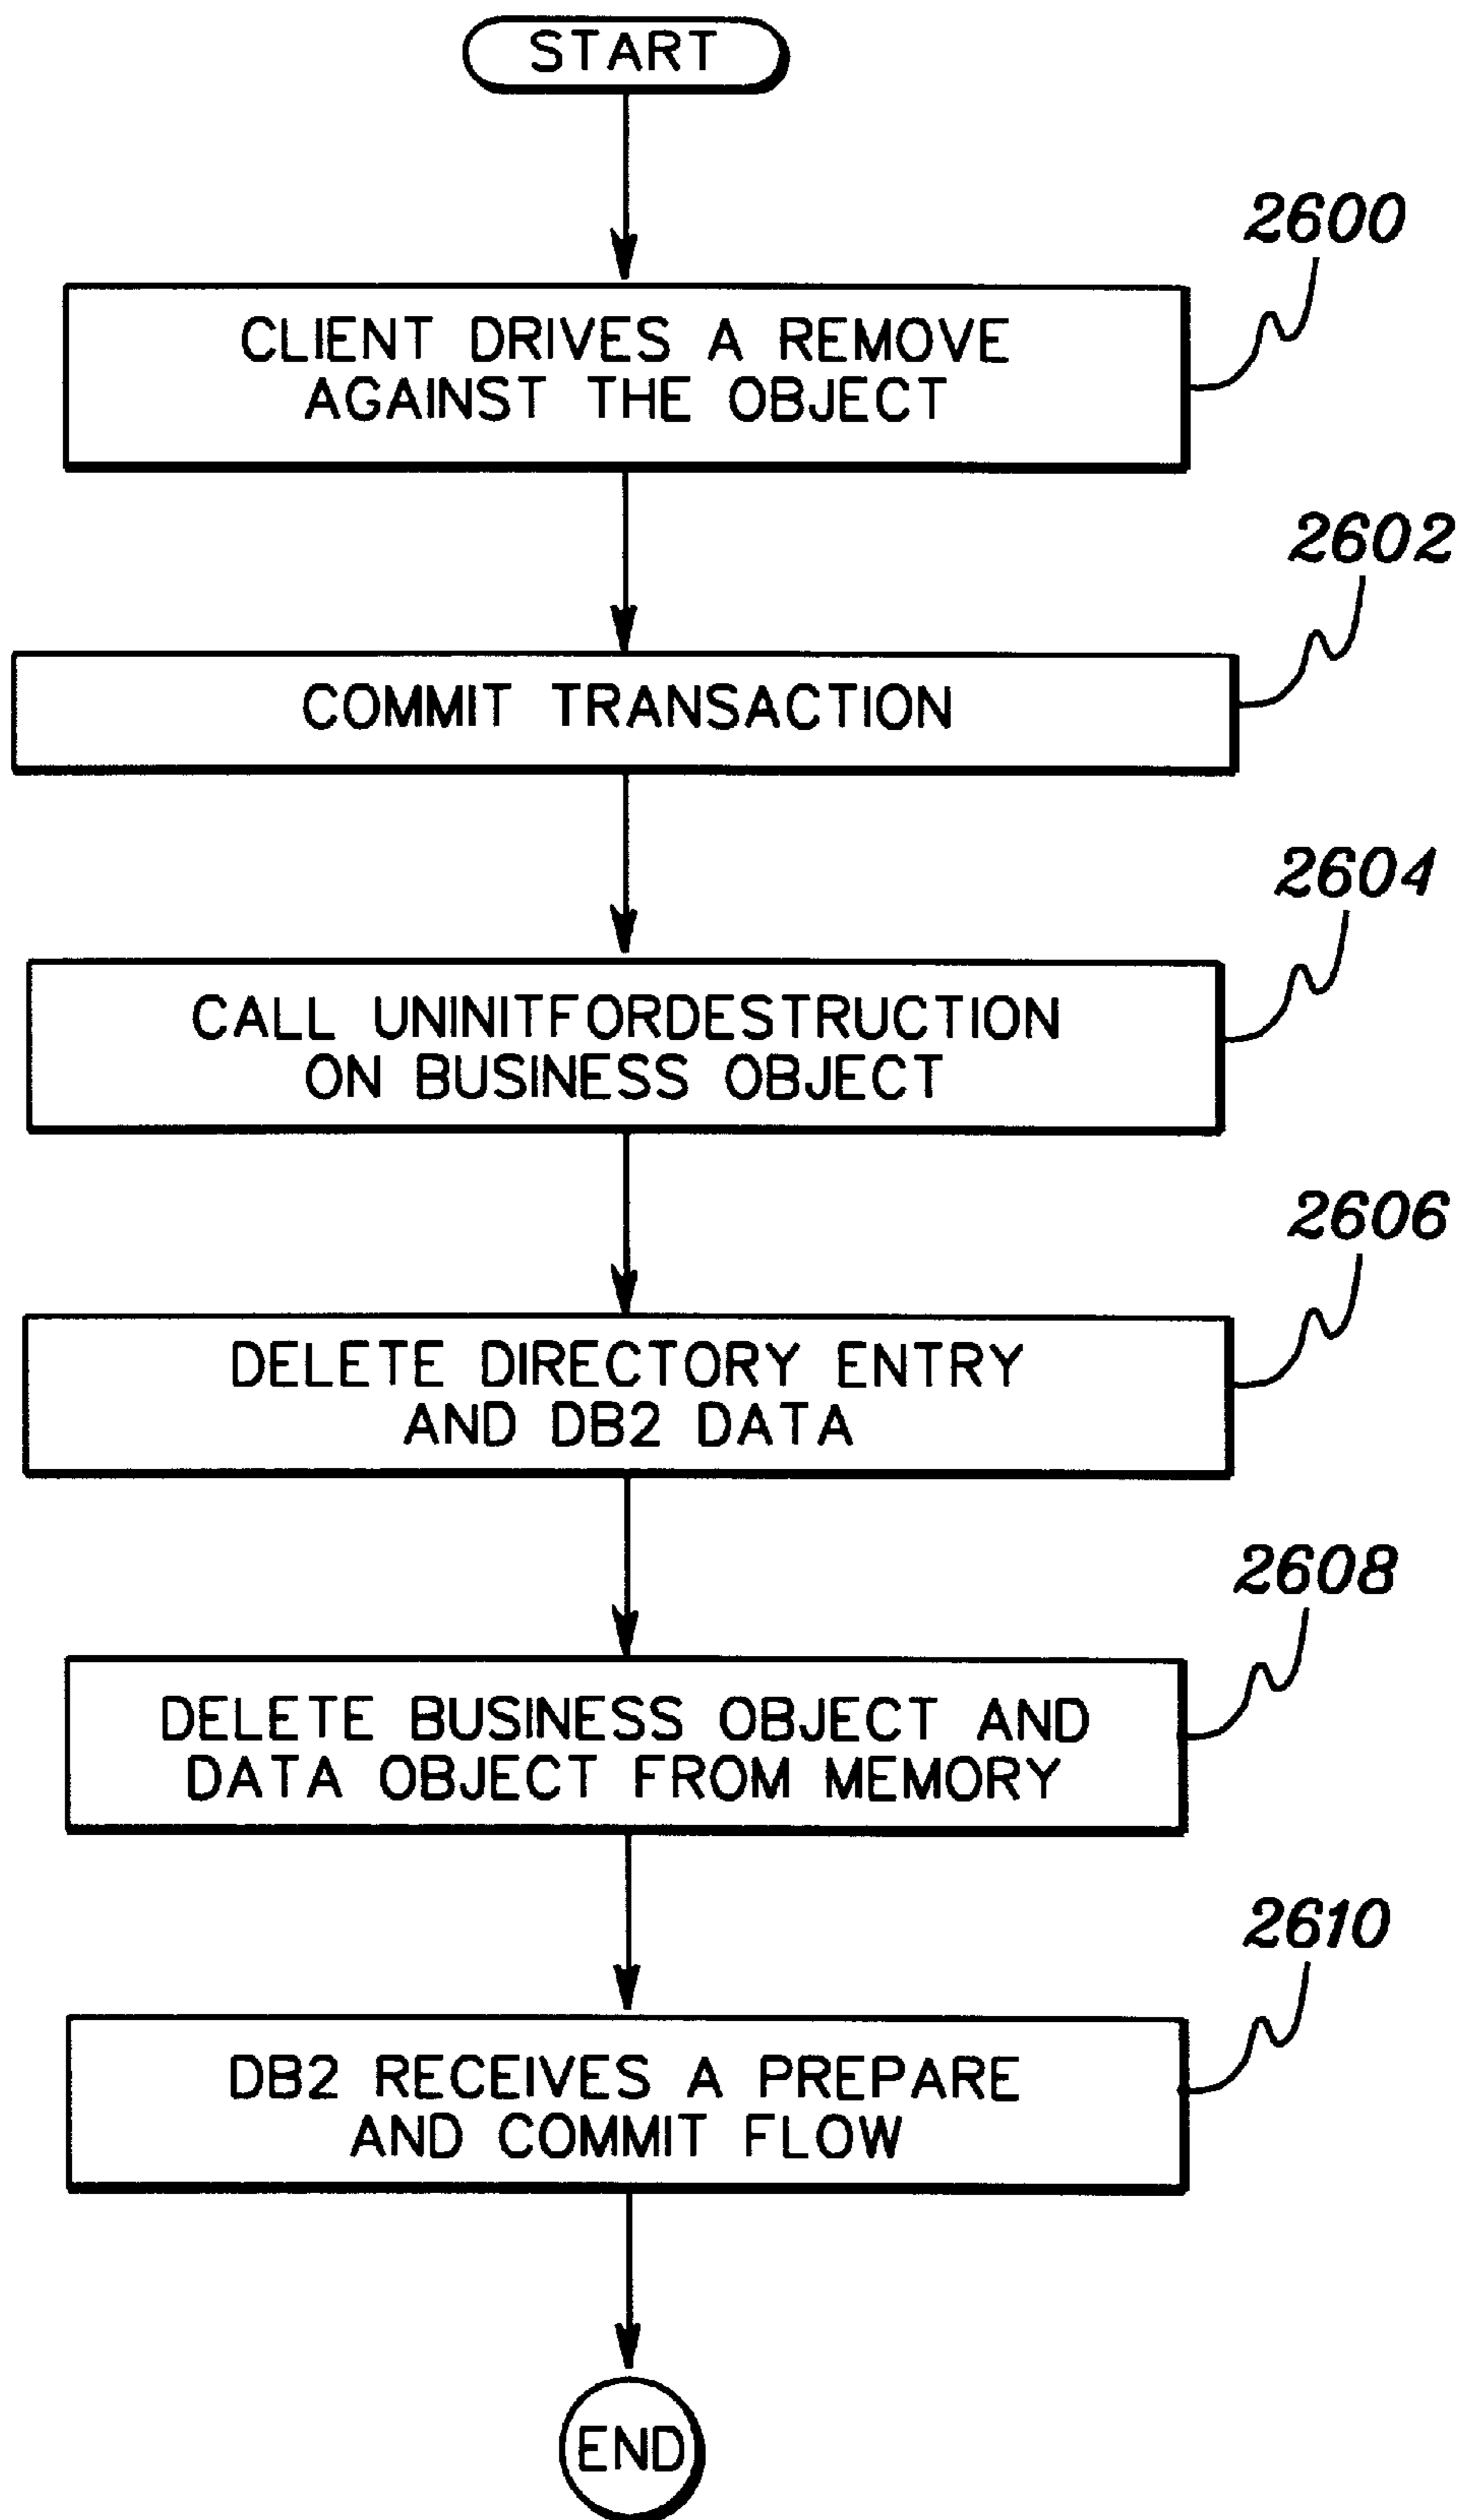 START
2600
CLIENT DRIVES A REMOVE
AGAINST THE OBJECT
2602
COMMIT TRANSACTION
2604
CALL UNINITFORDESTRUCTION
ON BUSINESS OBJECT
2606
DELETE DIRECTORY ENTRY
AND DB2 DATA
2608
DELETE BUSINESS OBJECT AND
DATA OBJECT FROM MEMORY
2610
DB2 RECEIVES A PREPARE
AND COMMIT FLOW
END